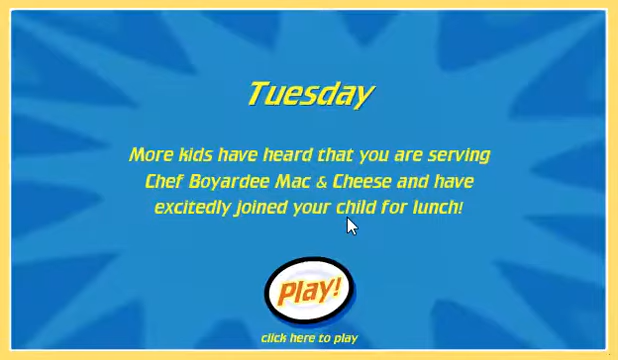 Tuesday
More kids have heard that you are serving
Chef Boyardee Mac & Cheese and have
excitedly joined your child for lunch!
Play!
click here to play